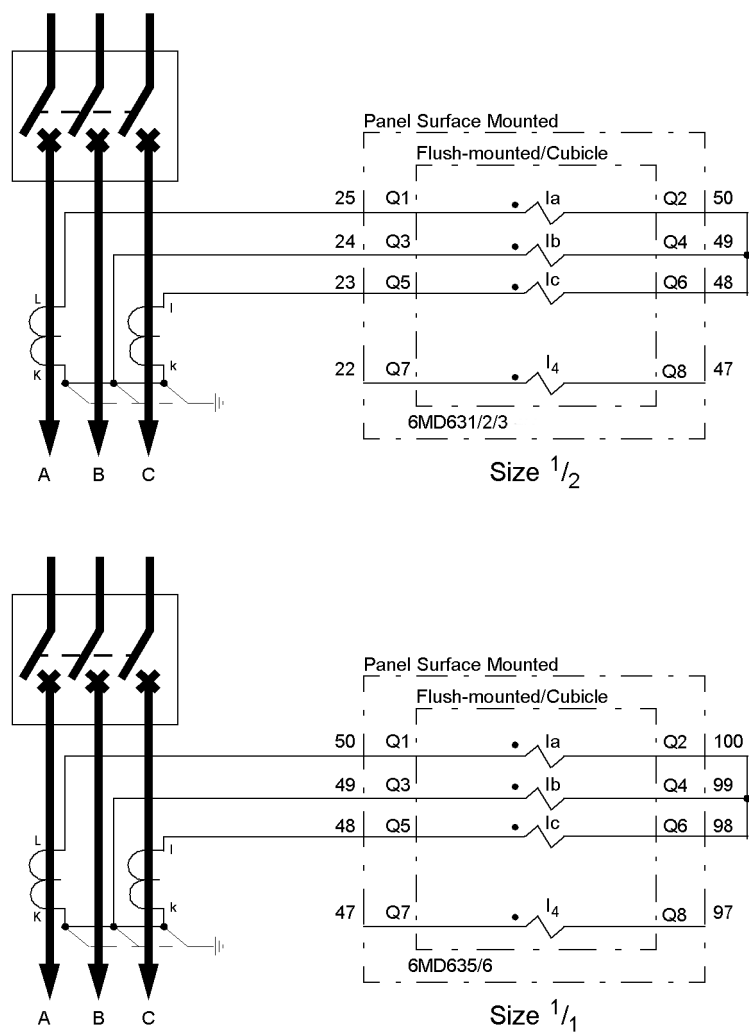 Panel Surface Mounted
Flush-mounted/Cubicle
25 Q1 Ia Q2 50
24 Q3 Ib Q4 49
23 Q5 Ic Q6 48
L l
K k
22 Q7 I4 Q8 47
6MD631/2/3
A B C
Size 1/2
Panel Surface Mounted
Flush-mounted/Cubicle
50 Q1 Ia Q2 100
49 Q3 Ib Q4 99
48 Q5 Ic Q6 98
L l
K k
47 Q7 I4 Q8 97
6MD635/6
A B C
Size 1/1